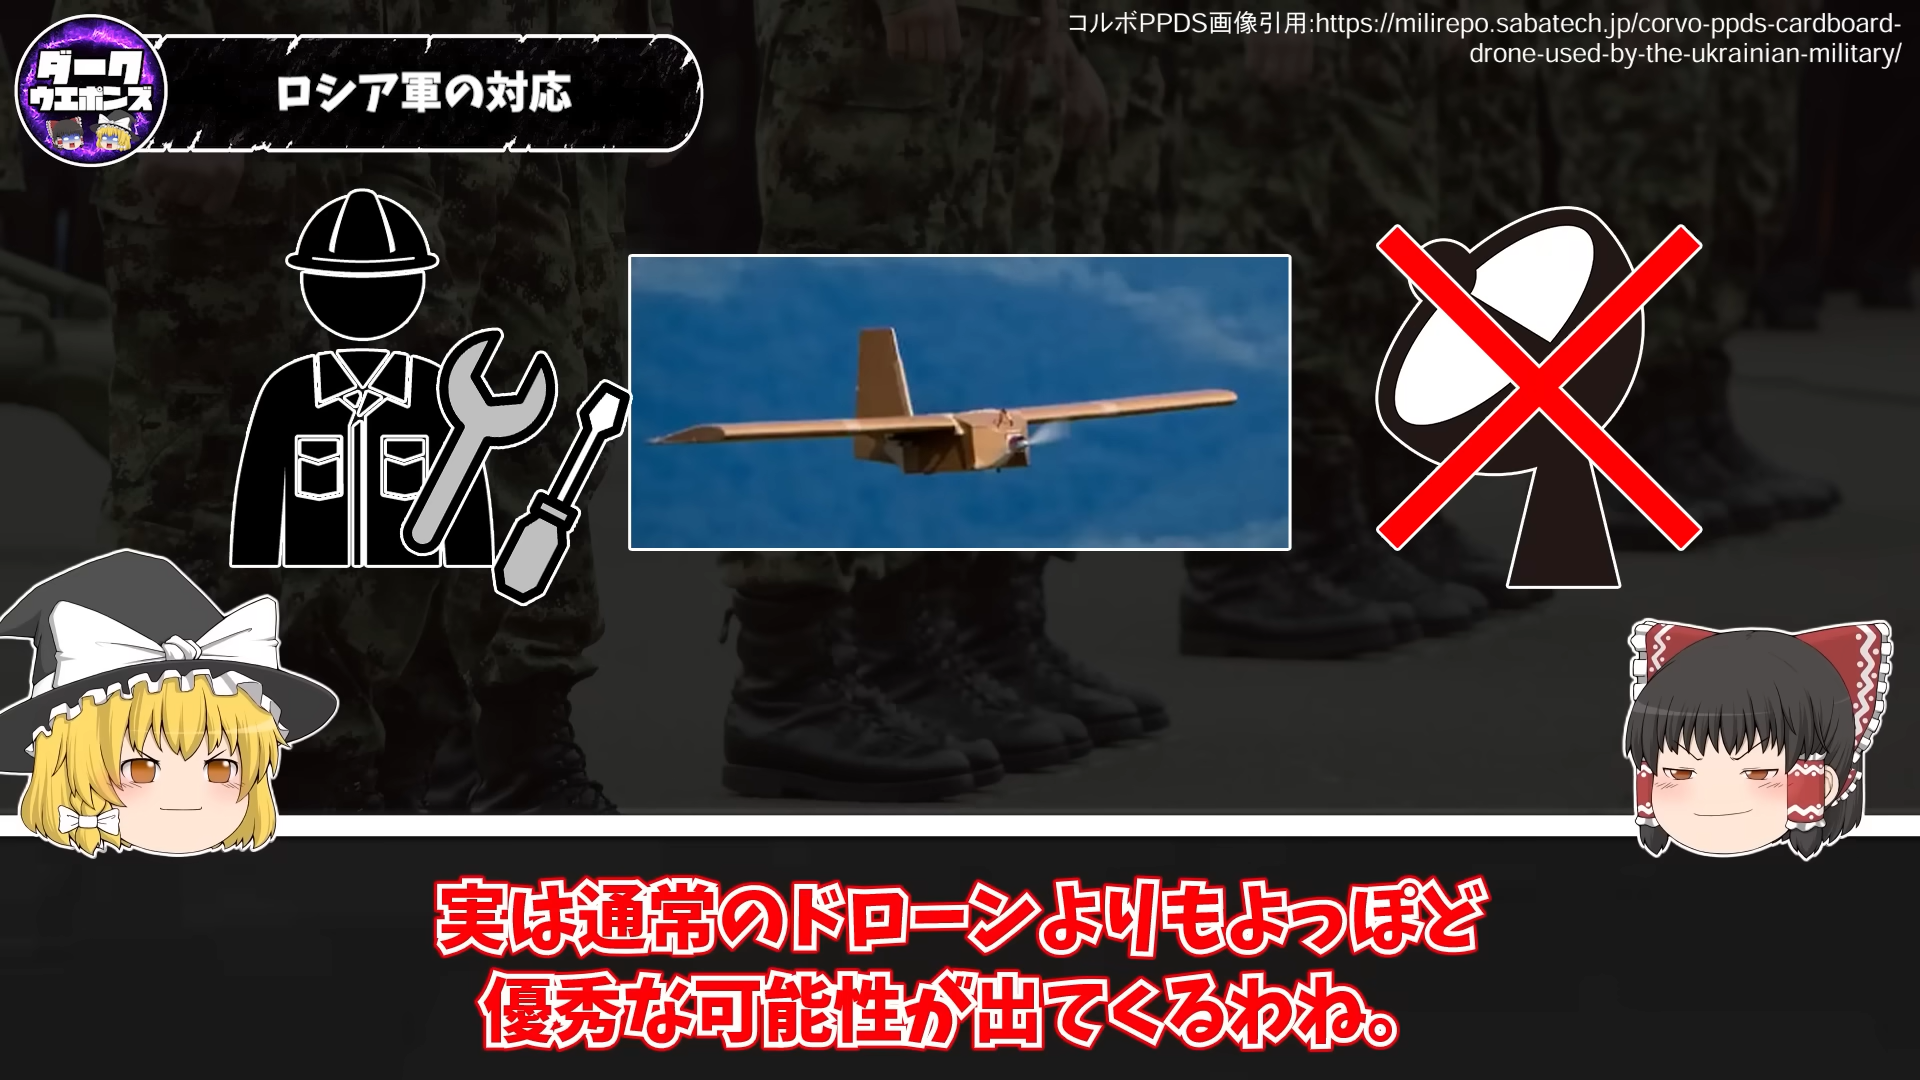 コルボPPDS画像引用:https://milirepo.sabatech.jp/corvo-ppds-cardboard-
drone-used-by-the-ukrainian-military/
ダーク
ウエポンズ
ロシア軍の対応
実は通常のドローンよりもよっぽど
優秀な可能性が出てくるわね。